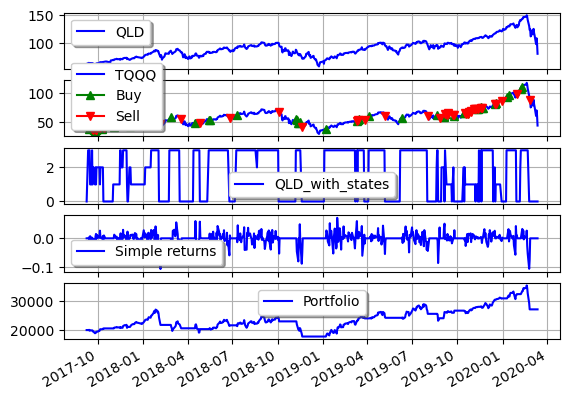 150
QLD
100
TQQQ
100
Buy
50
Sell
2
QLD_with_states
0
0.0
Simple returns
−0.1
Portfolio
30000
20000
2017-10 2018-01 2018-04 2018-07 2018-10 2019-01 2019-04 2019-07 2019-10 2020-01 2020-04